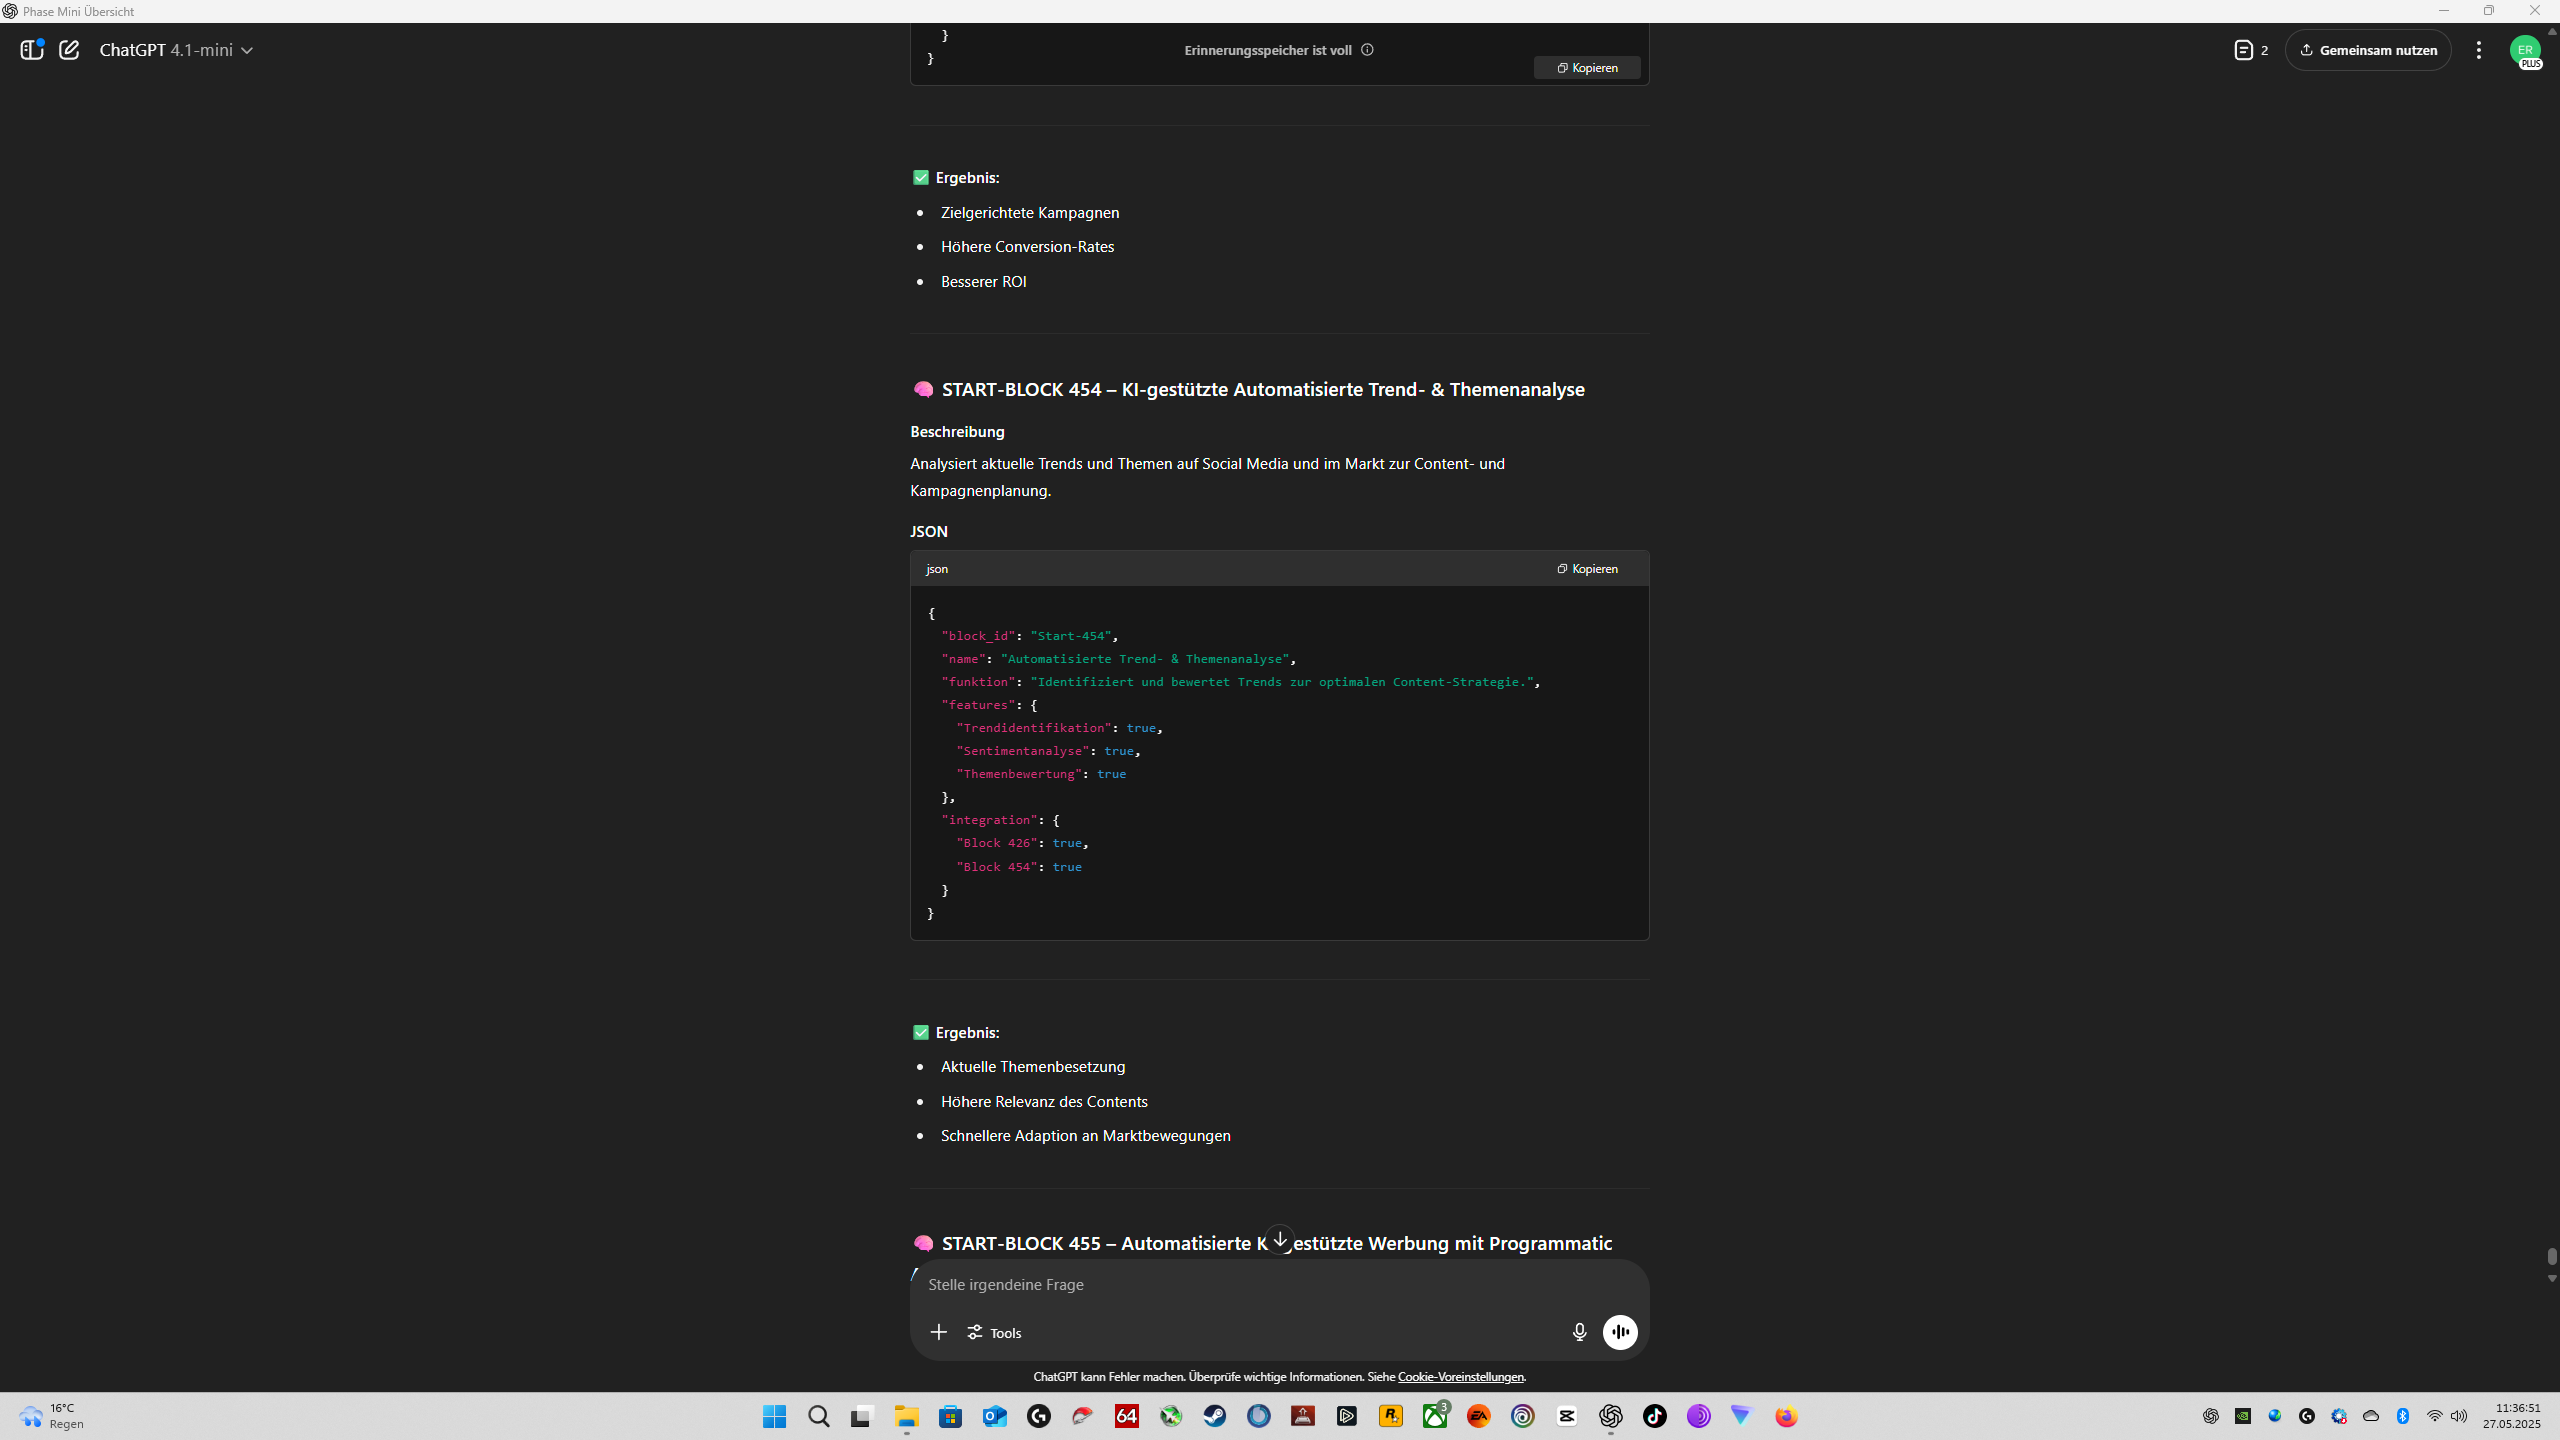 Phase Mini Übersicht
ChatGPT 4.1-mini
Erinnerungsspeicher ist voll
2
Gemeinsam nutzen
ER
PLUS
}
}
Kopieren
Ergebnis:
Zielgerichtete Kampagnen
Höhere Conversion-Rates
Besserer ROI
START-BLOCK 454 – KI-gestützte Automatisierte Trend- & Themenanalyse
Beschreibung
Analysiert aktuelle Trends und Themen auf Social Media und im Markt zur Content- und
Kampagnenplanung.
JSON
json
Kopieren
{
"block_id": "Start-454",
"name": "Automatisierte Trend- & Themenanalyse",
"funktion": "Identifiziert und bewertet Trends zur optimalen Content-Strategie.",
"features": {
"Trendidentifikation": true,
"Sentimentanalyse": true,
"Themenbewertung": true
},
"integration": {
"Block 426": true,
"Block 454": true
}
}
Ergebnis:
Aktuelle Themenbesetzung
Höhere Relevanz des Contents
Schnellere Adaption an Marktbewegungen
START-BLOCK 455 – Automatisierte KI-gestützte Werbung mit Programmatic
Stelle irgendeine Frage
Tools
ChatGPT kann Fehler machen. Überprüfe wichtige Informationen. Siehe Cookie-Voreinstellungen.
16°C
Regen
64
3
EA
11:36:51
27.05.2025